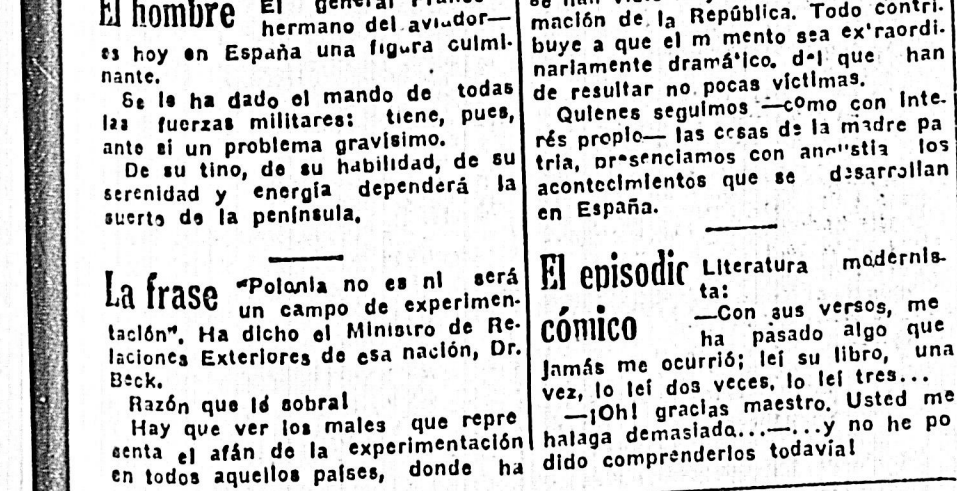 El hombre El general Franco—
hermano del aviador—
es hoy en España una figura culmi-
nante.
Se le ha dado el mando de todas
las fuerzas militares: tiene, pues,
ante si un problema gravísimo.
De su tino, de su habilidad, de su
serenidad y energía dependerá la
suerte de la península.
La frase "Polonia no es ni será
un campo de experimen-
tación". Ha dicho el Ministro de Re-
laciones Exteriores de esa nación, Dr.
Beck.
Razón que le sobra!
Hay que ver los males que repre
senta el afán de la experimentación
en todos aquellos países, donde ha
mación de la República. Todo contri-
buye a que el m mento sea ex'raordi-
nariamente dramá'ico. del que han
de resultar no pocas víctimas.
Quienes seguimos —como con inte
rés propio— las cosas de la madre pa
tria, presenciamos con angustia los
acontecimientos que se desarrollan
en España.
El episodic Literatura modernis-
ta:
cómico —Con sus versos, me
ha pasado algo que
jamás me ocurrió; leí su libro, una
vez, lo leí dos veces, lo leí tres...
—¡Oh! gracias maestro. Usted me
halaga demasiado...—...y no he po
dido comprenderlos todavía!